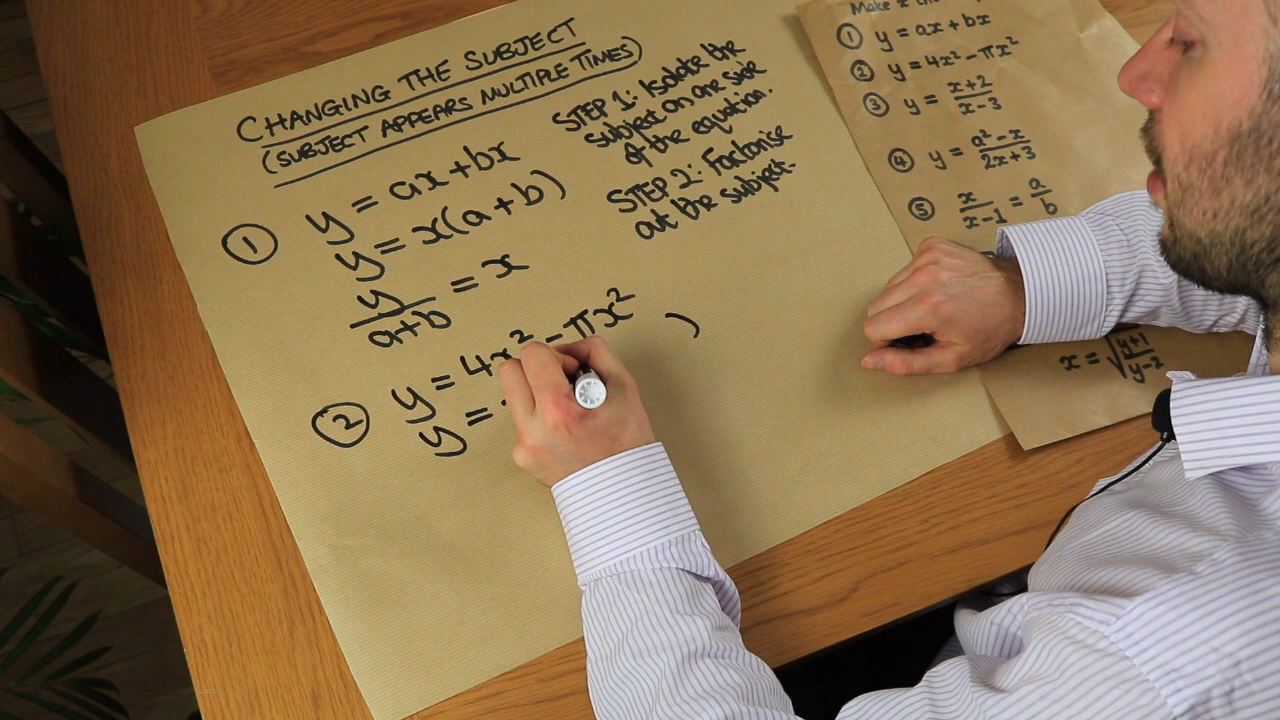 CHANGING THE SUBJECT
(SUBJECT APPEARS MULTIPLE TIMES)
① y = ax + bx
y = x(a + b)
y/(a+b) = x
② y = 4x² - πx²
y =
)
STEP 1: Isolate the
subject on one side
of the equation.
STEP 2: Factorise
out the subject.
Make x
① y = ax + bx
② y = 4x² - πx²
③ y = (x+2)/(x-3)
④ y = (a²-x)/(2x+3)
⑤ x/(x-1) = a/b
x = √((y+1)/(y-2))